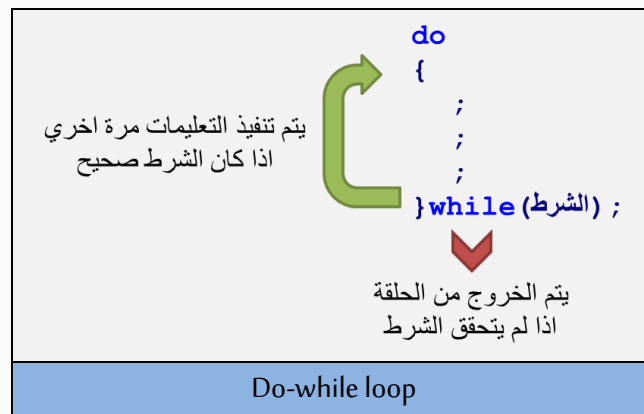 do
{
;
;
;
}while(الشرط);
يتم تنفيذ التعليمات مرة اخري
اذا كان الشرط صحيح
يتم الخروج من الحلقة
اذا لم يتحقق الشرط
Do-while loop